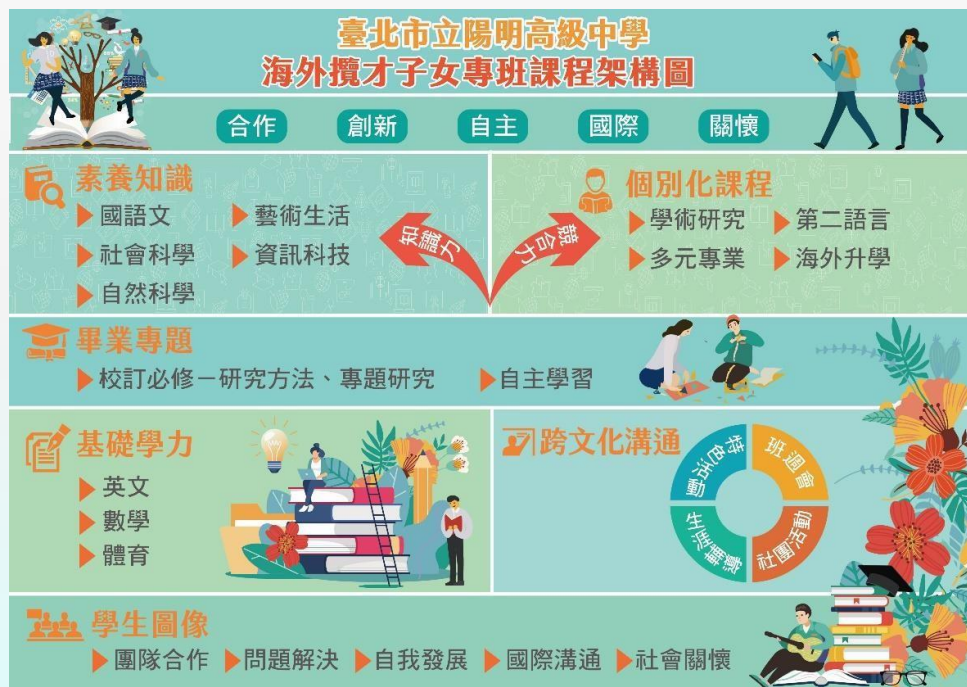 臺北市立陽明高級中學
海外攬才子女專班課程架構圖
合作 創新 自主 國際 關懷
素養知識
國語文 藝術生活
社會科學 資訊科技
自然科學
知識力
競合力
個別化課程
學術研究 第二語言
多元專業 海外升學
畢業專題
校訂必修－研究方法、專題研究 自主學習
基礎學力
英文
數學
體育
跨文化溝通
特色活動
班週會
生涯輔導
社團活動
學生圖像
團隊合作 問題解決 自我發展 國際溝通 社會關懷